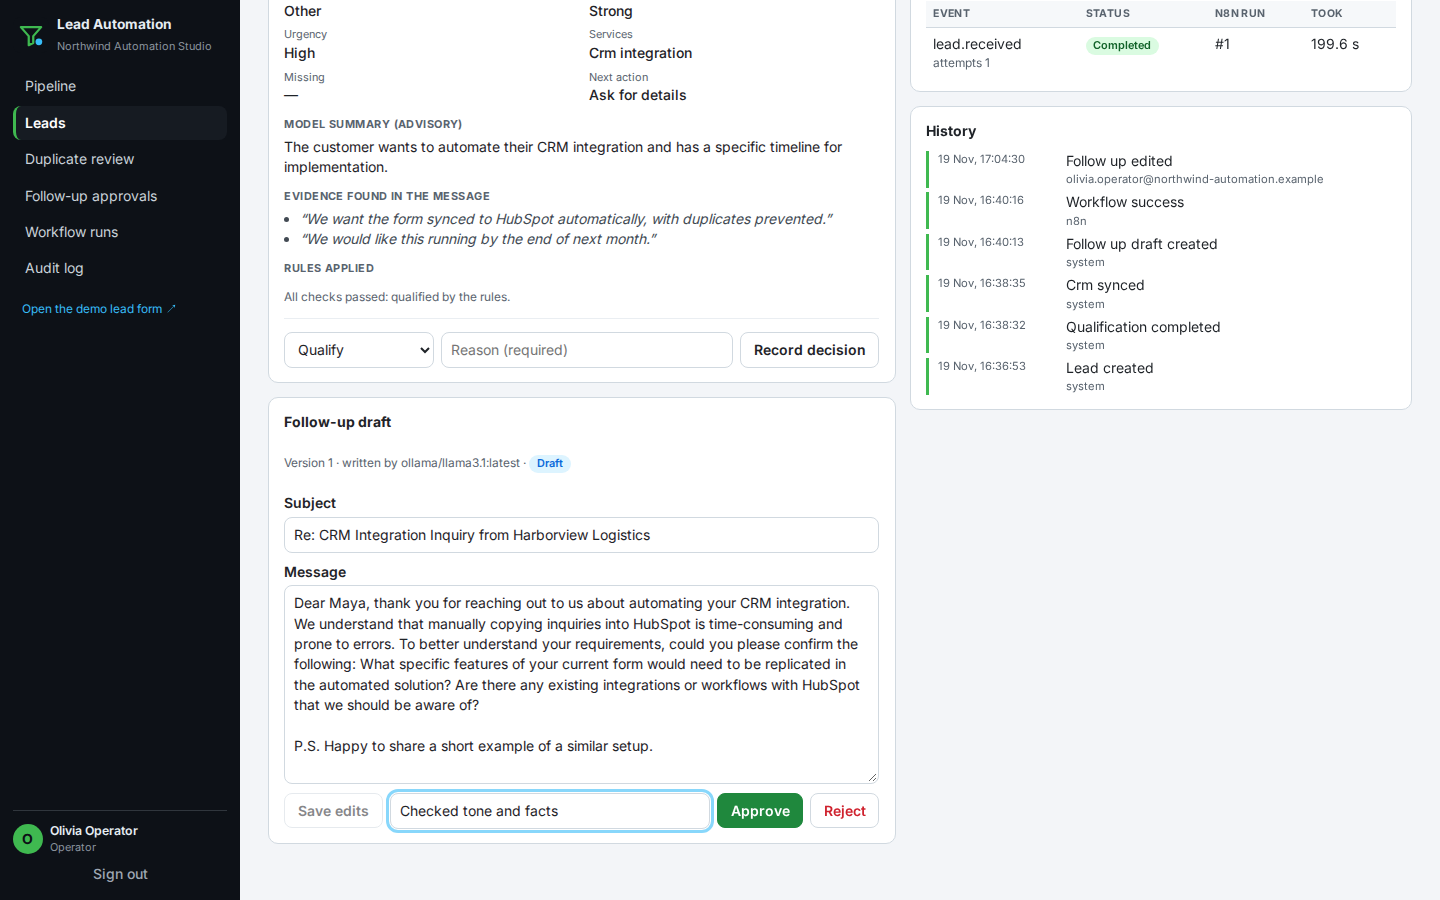 Lead Automation
Northwind Automation Studio
Pipeline
Leads
Duplicate review
Follow-up approvals
Workflow runs
Audit log
Open the demo lead form ↗
O
Olivia Operator
Operator
Sign out
Other
Strong
Urgency
Services
High
Crm integration
Missing
Next action
—
Ask for details
MODEL SUMMARY (ADVISORY)
The customer wants to automate their CRM integration and has a specific timeline for
implementation.
EVIDENCE FOUND IN THE MESSAGE
• “We want the form synced to HubSpot automatically, with duplicates prevented.”
• “We would like this running by the end of next month.”
RULES APPLIED
All checks passed: qualified by the rules.
Qualify
Reason (required)
Record decision
Follow-up draft
Version 1 · written by ollama/llama3.1:latest · Draft
Subject
Re: CRM Integration Inquiry from Harborview Logistics
Message
Dear Maya, thank you for reaching out to us about automating your CRM integration.
We understand that manually copying inquiries into HubSpot is time-consuming and
prone to errors. To better understand your requirements, could you please confirm the
following: What specific features of your current form would need to be replicated in
the automated solution? Are there any existing integrations or workflows with HubSpot
that we should be aware of?
P.S. Happy to share a short example of a similar setup.
Save edits
Checked tone and facts
Approve
Reject
EVENT STATUS N8N RUN TOOK
lead.received Completed #1 199.6 s
attempts 1
History
19 Nov, 17:04:30 Follow up edited
olivia.operator@northwind-automation.example
19 Nov, 16:40:16 Workflow success
n8n
19 Nov, 16:40:13 Follow up draft created
system
19 Nov, 16:38:35 Crm synced
system
19 Nov, 16:38:32 Qualification completed
system
19 Nov, 16:36:53 Lead created
system